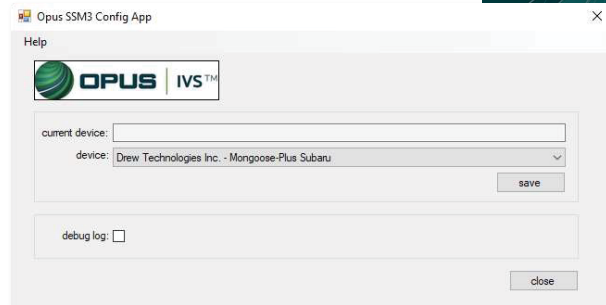 Opus SSM3 Config App
Help
OPUS IVS™
current device:
device: Drew Technologies Inc. - Mongoose-Plus Subaru
save
debug log:
close